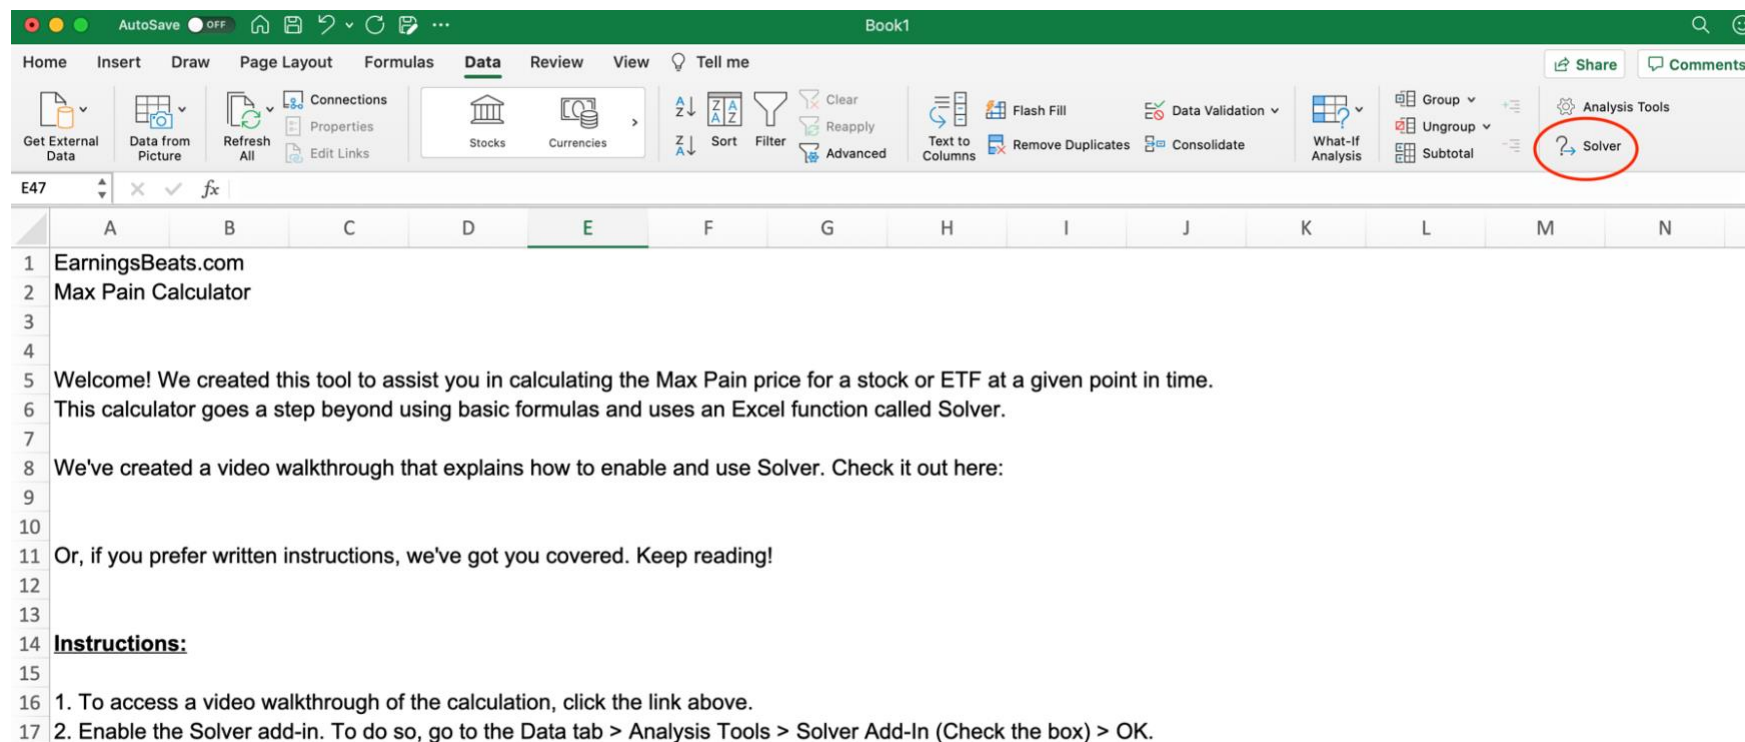 AutoSave OFF Book1
Home Insert Draw Page Layout Formulas Data Review View Tell me Share Comments
Get External Data
Data from Picture
Refresh All
Connections
Properties
Edit Links
Stocks
Currencies
Sort
Filter
Clear
Reapply
Advanced
Text to Columns
Flash Fill
Remove Duplicates
Data Validation
Consolidate
What-If Analysis
Group
Ungroup
Subtotal
Analysis Tools
Solver
E47 fx
A B C D E F G H I J K L M N
1 EarningsBeats.com
2 Max Pain Calculator
3
4
5 Welcome! We created this tool to assist you in calculating the Max Pain price for a stock or ETF at a given point in time.
6 This calculator goes a step beyond using basic formulas and uses an Excel function called Solver.
7
8 We've created a video walkthrough that explains how to enable and use Solver. Check it out here:
9
10
11 Or, if you prefer written instructions, we've got you covered. Keep reading!
12
13
14 Instructions:
15
16 1. To access a video walkthrough of the calculation, click the link above.
17 2. Enable the Solver add-in. To do so, go to the Data tab > Analysis Tools > Solver Add-In (Check the box) > OK.